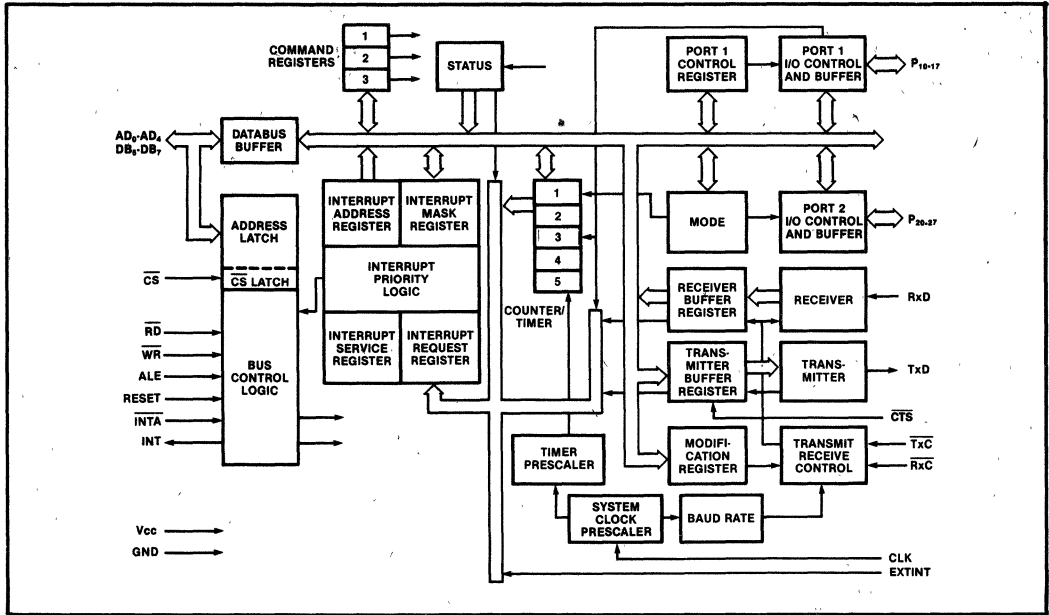 COMMAND
REGISTERS
1
2
3
STATUS
PORT 1
CONTROL
REGISTER
PORT 1
I/O CONTROL
AND BUFFER
P10-17
AD0-AD4
DB5-DB7
DATABUS
BUFFER
ADDRESS
LATCH
CS LATCH
BUS
CONTROL
LOGIC
CS
RD
WR
ALE
RESET
INTA
INT
Vcc
GND
INTERRUPT
ADDRESS
REGISTER
INTERRUPT
MASK
REGISTER
INTERRUPT
PRIORITY
LOGIC
INTERRUPT
SERVICE
REGISTER
INTERRUPT
REQUEST
REGISTER
1
2
3
4
5
COUNTER/
TIMER
MODE
PORT 2
I/O CONTROL
AND BUFFER
P20-27
RECEIVER
BUFFER
REGISTER
RECEIVER
RxD
TRANS-
MITTER
BUFFER
REGISTER
TRANS-
MITTER
TxD
CTS
MODIFI-
CATION
REGISTER
TRANSMIT
RECEIVE
CONTROL
TxC
RxC
TIMER
PRESCALER
SYSTEM
CLOCK
PRESCALER
BAUD RATE
CLK
EXTINT